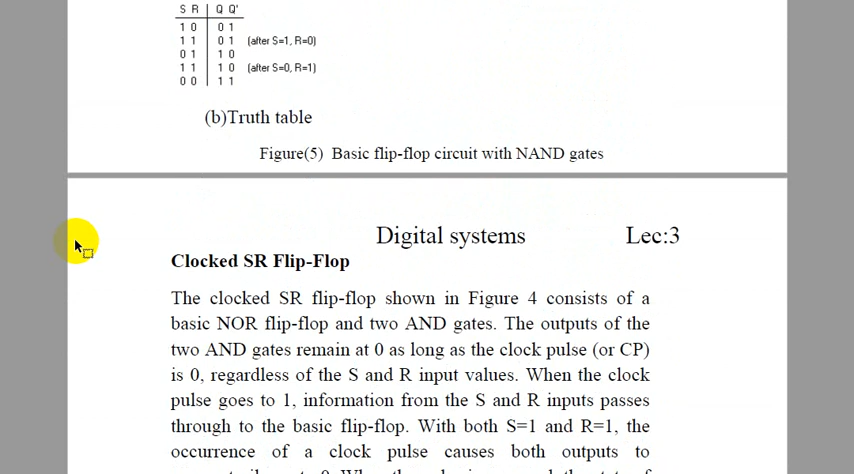 S R Q Q'
1 0 0 1
1 1 0 1 (after S=1, R=0)
0 1 1 0
1 1 1 0 (after S=0, R=1)
0 0 1 1
(b)Truth table
Figure(5) Basic flip-flop circuit with NAND gates
Digital systems Lec:3
Clocked SR Flip-Flop
The clocked SR flip-flop shown in Figure 4 consists of a
basic NOR flip-flop and two AND gates. The outputs of the
two AND gates remain at 0 as long as the clock pulse (or CP)
is 0, regardless of the S and R input values. When the clock
pulse goes to 1, information from the S and R inputs passes
through to the basic flip-flop. With both S=1 and R=1, the
occurrence of a clock pulse causes both outputs to